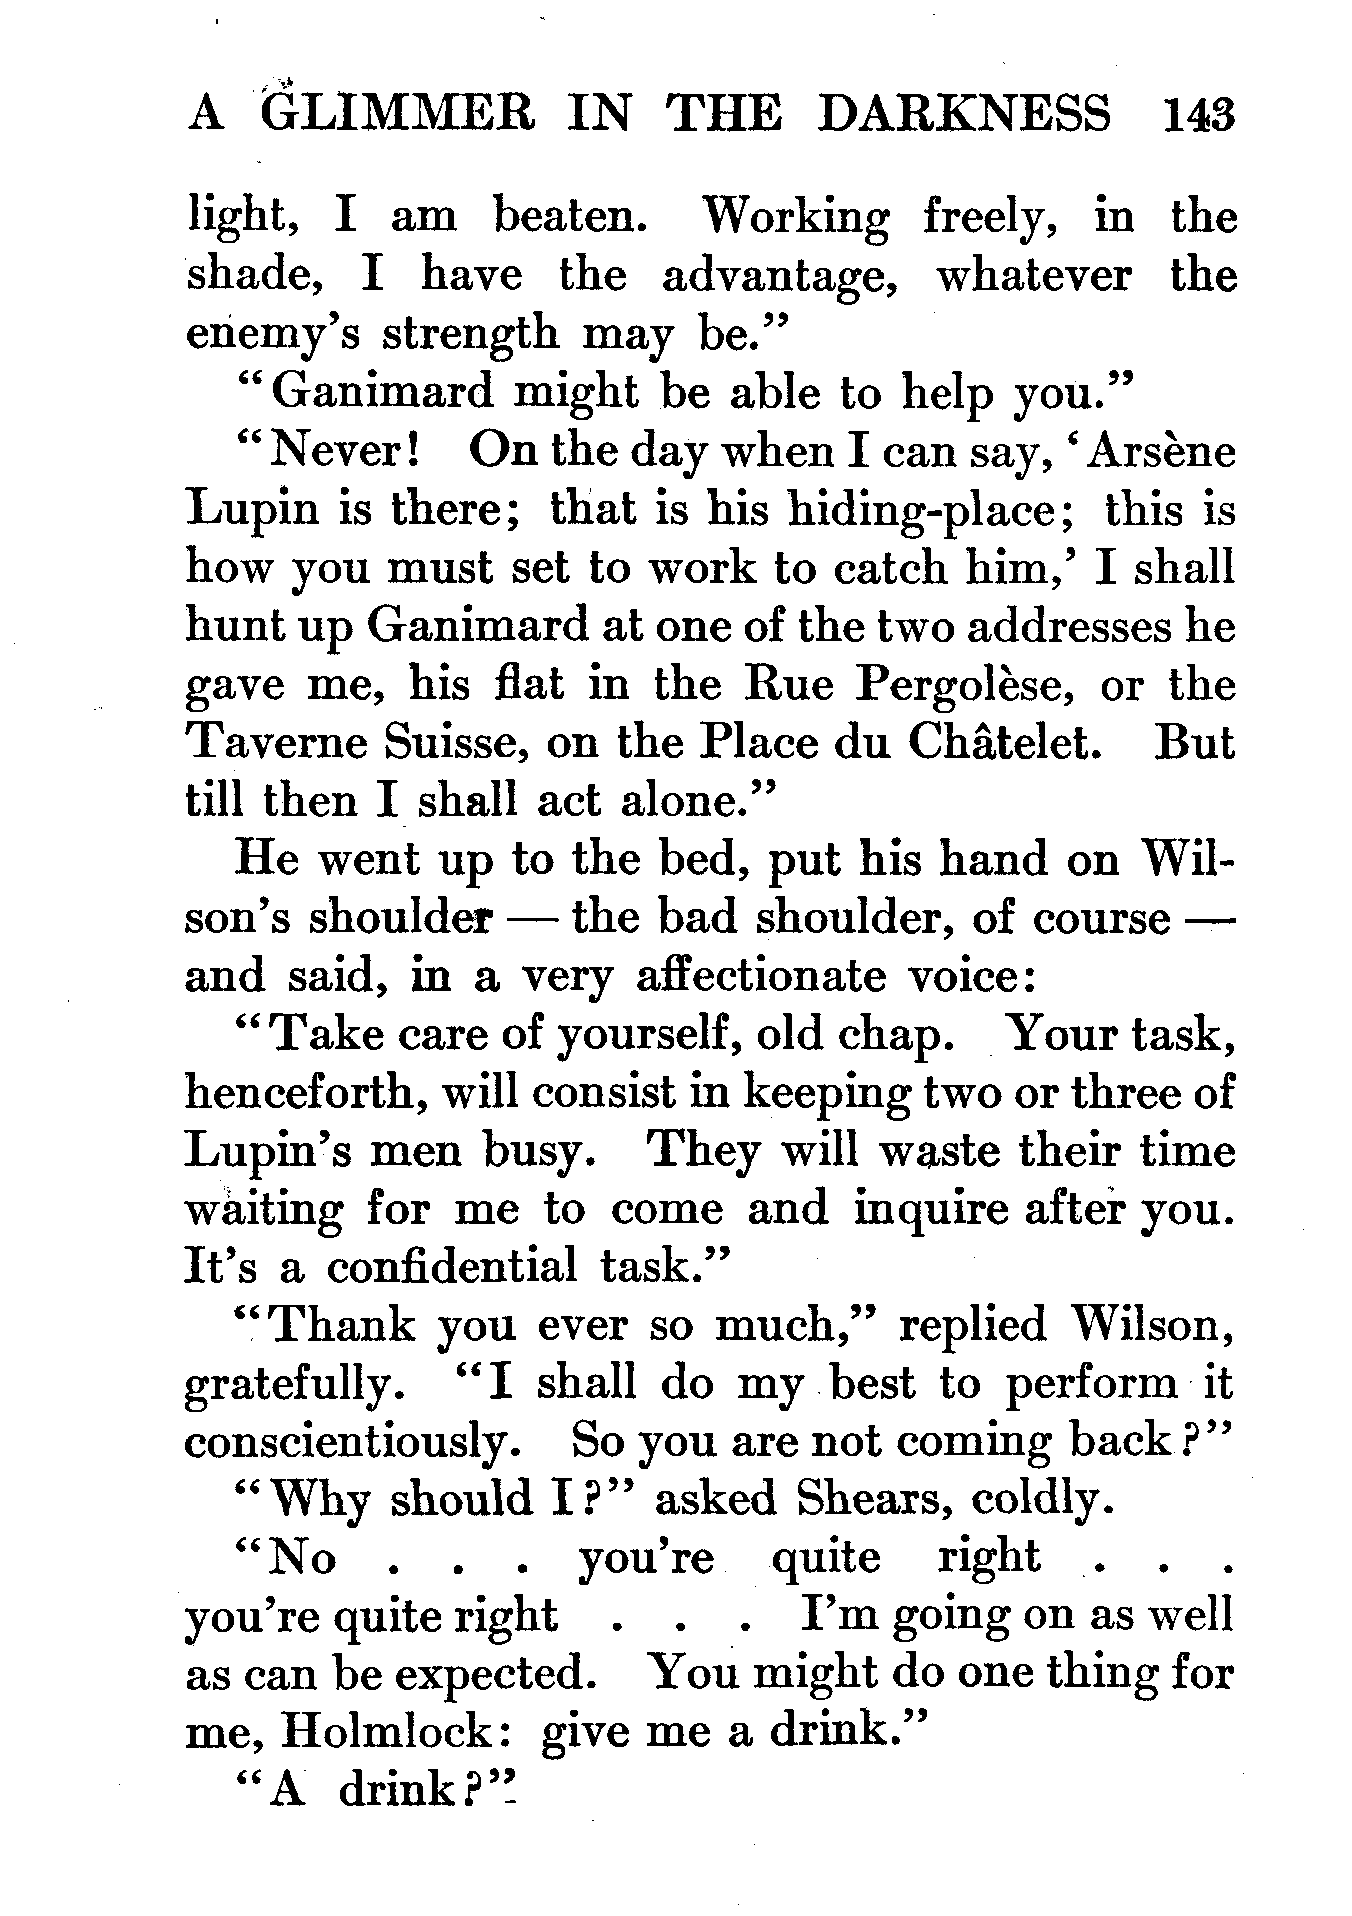 A GLIMMER IN THE DARKNESS 143
light, I am beaten. Working freely, in the
shade, I have the advantage, whatever the
enemy's strength may be.”
“Ganimard might be able to help you.”
“Never! On the day when I can say, ‘Arsène
Lupin is there; that is his hiding-place; this is
how you must set to work to catch him,’ I shall
hunt up Ganimard at one of the two addresses he
gave me, his flat in the Rue Pergolèse, or the
Taverne Suisse, on the Place du Châtelet. But
till then I shall act alone.”
He went up to the bed, put his hand on Wil-
son's shoulder — the bad shoulder, of course —
and said, in a very affectionate voice:
“Take care of yourself, old chap. Your task,
henceforth, will consist in keeping two or three of
Lupin's men busy. They will waste their time
waiting for me to come and inquire after you.
It's a confidential task.”
“Thank you ever so much,” replied Wilson,
gratefully. “I shall do my best to perform it
conscientiously. So you are not coming back?”
“Why should I?” asked Shears, coldly.
“No . . . you're quite right . . .
you're quite right . . . I'm going on as well
as can be expected. You might do one thing for
me, Holmlock: give me a drink.”
“A drink?”